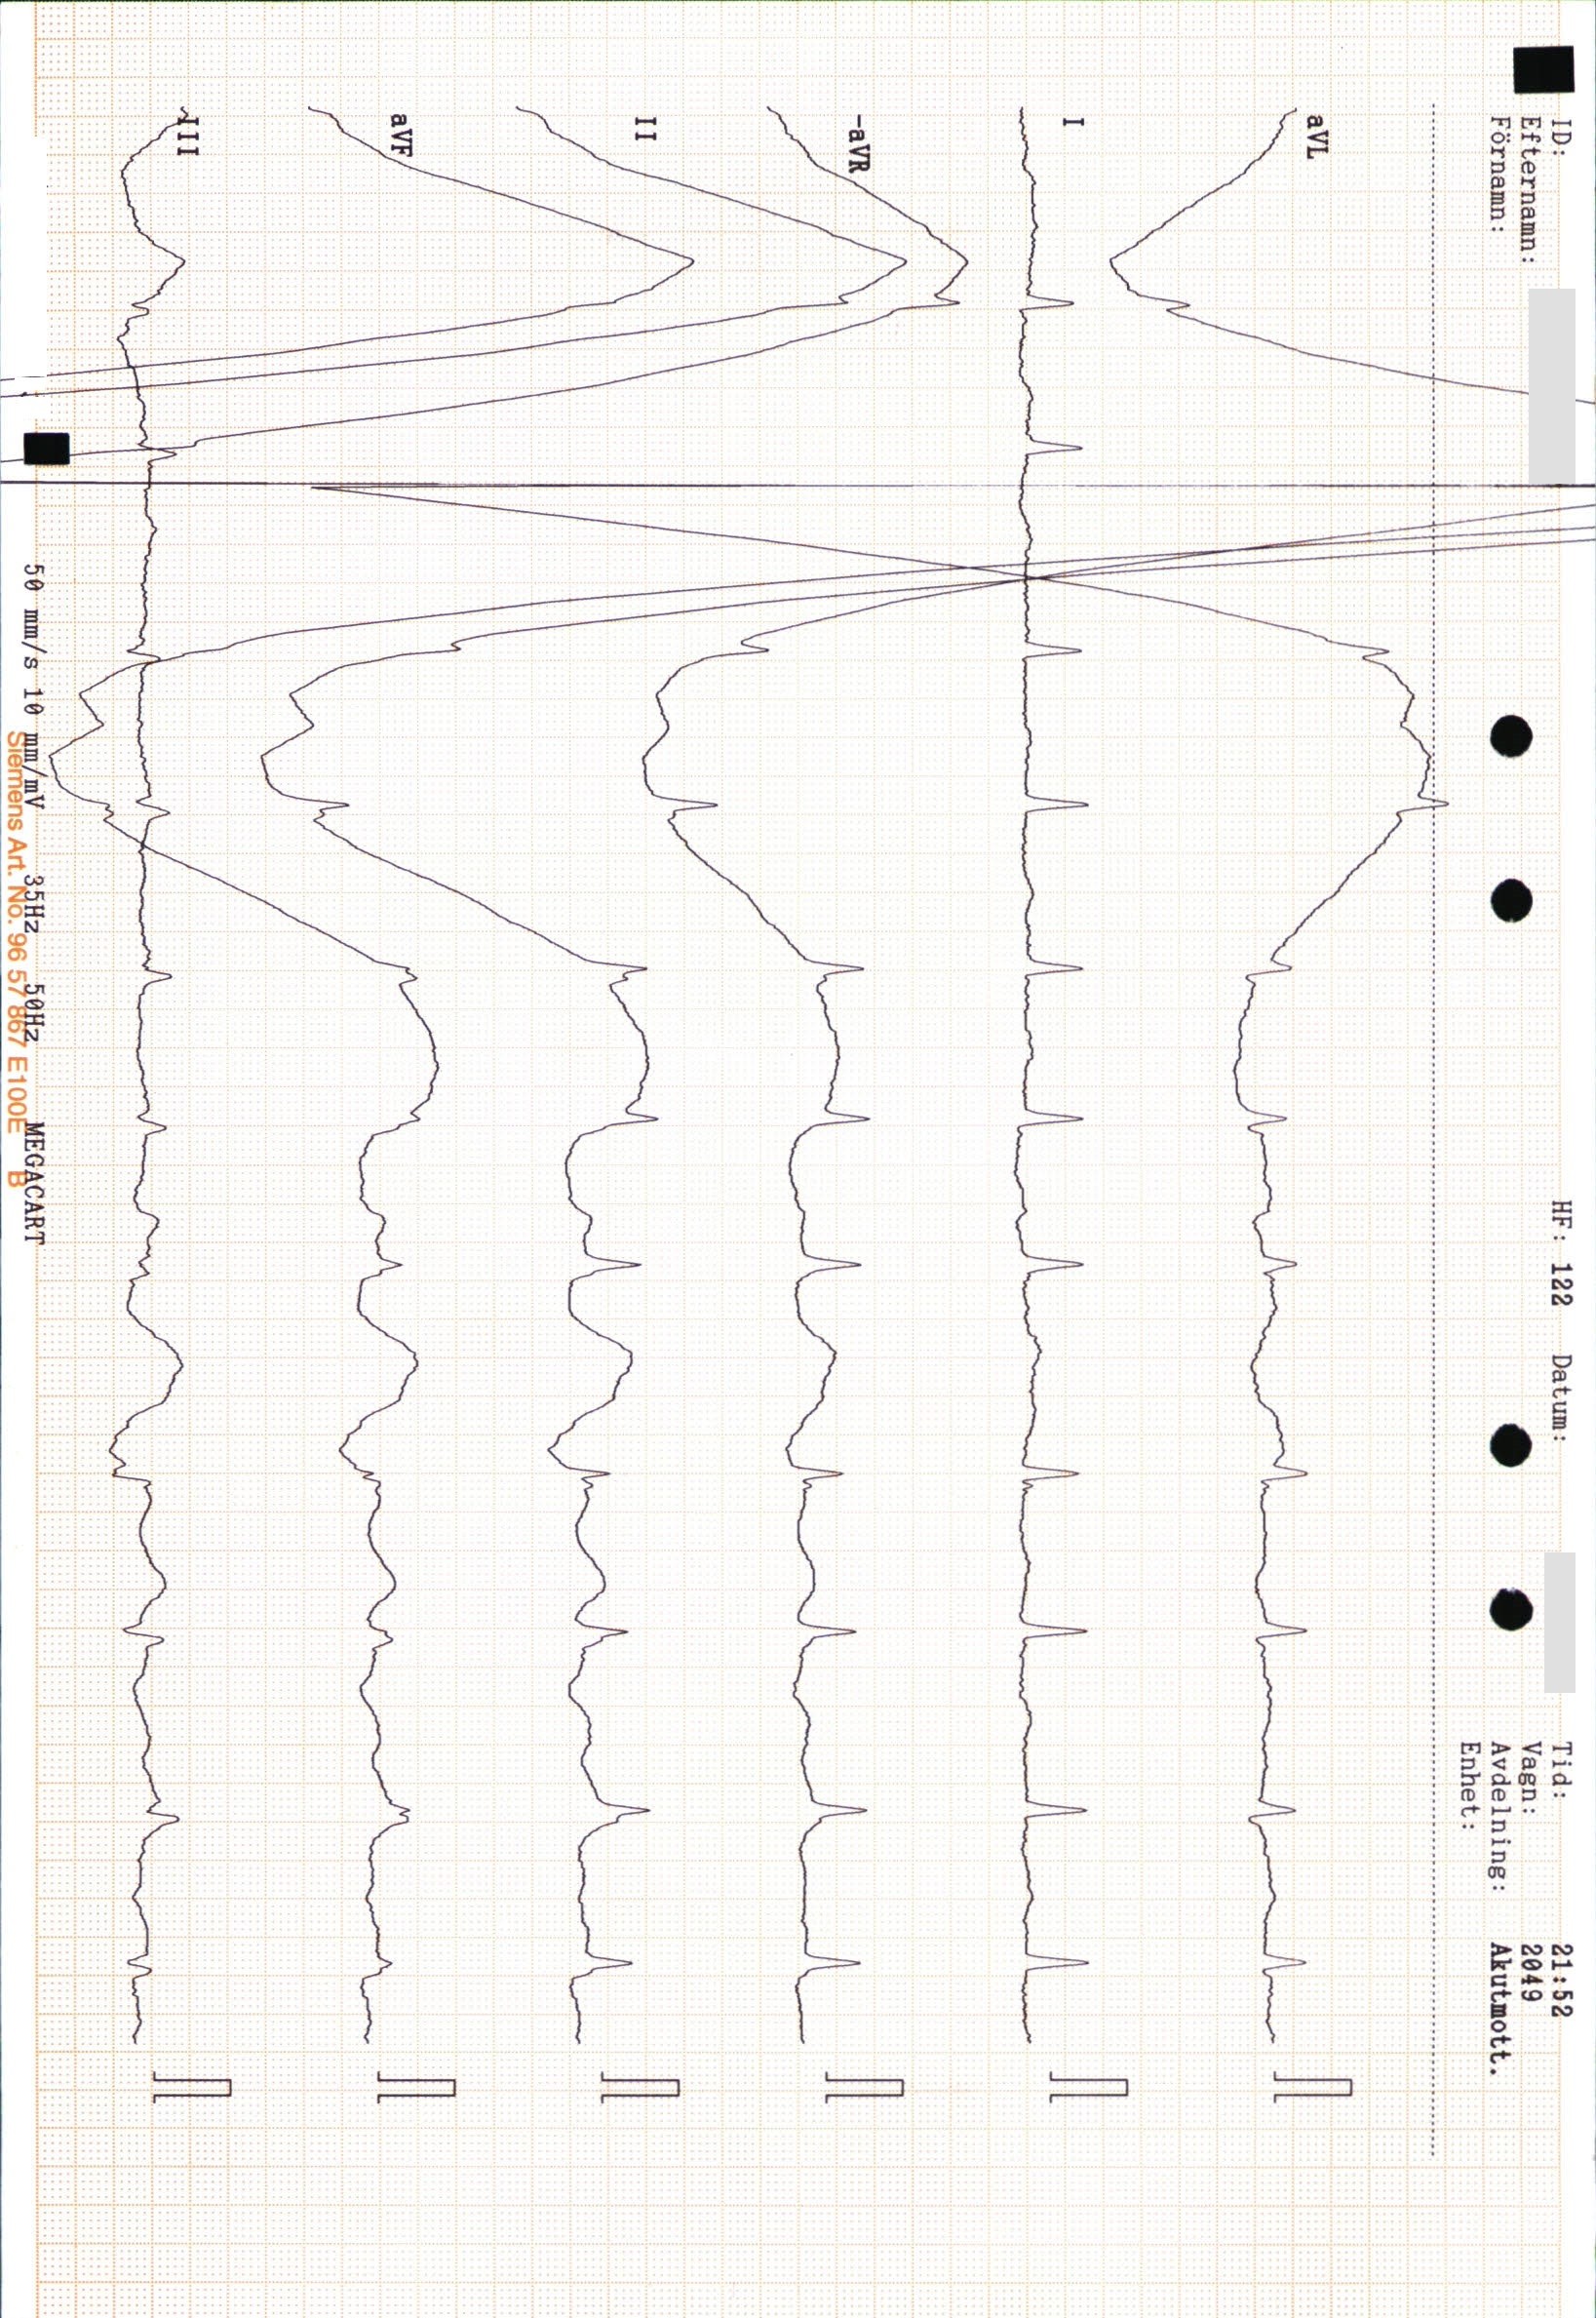 ID:
Efternamn:
Förnamn:
HF: 122 Datum:
Tid: 21:52
Vagn: 2049
Avdelning: Akutmott.
Enhet:
aVL
I
-aVR
II
aVF
III
50 mm/s 10 mm/mV 35Hz 50Hz MEGACART
Siemens Art. No. 96 57 867 E100E B